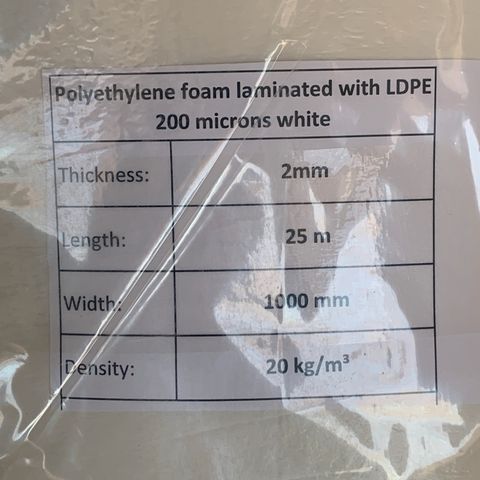 Polyethylene foam laminated with LDPE
200 microns white
Thickness: 2mm
Length: 25 m
Width: 1000 mm
Density: 20 kg/m³